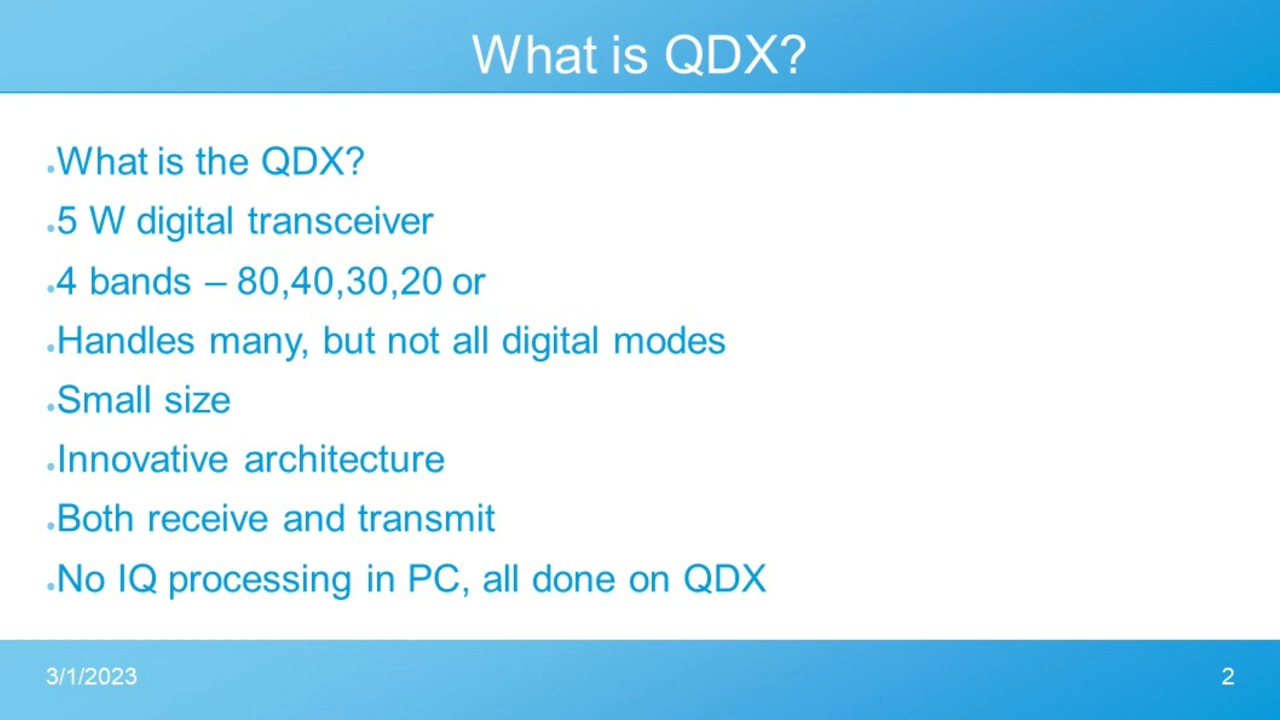 What is QDX?
•What is the QDX?
•5 W digital transceiver
•4 bands – 80,40,30,20 or
•Handles many, but not all digital modes
•Small size
•Innovative architecture
•Both receive and transmit
•No IQ processing in PC, all done on QDX
3/1/2023
2